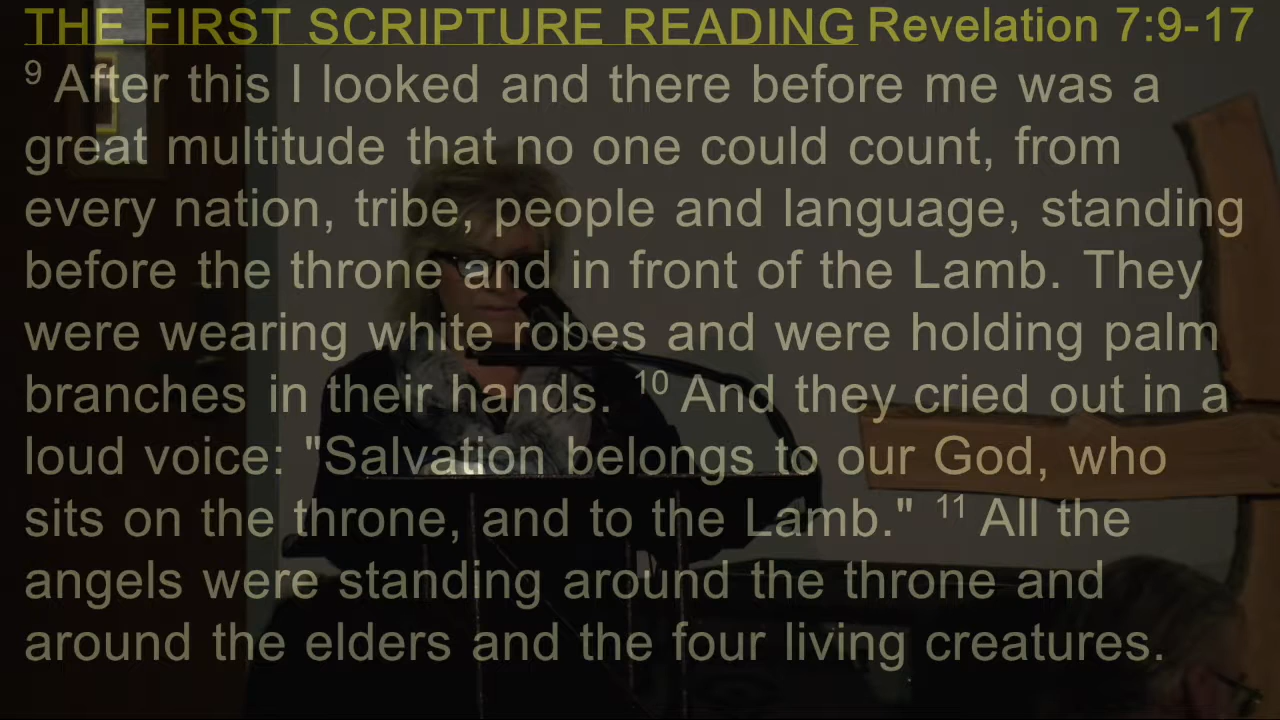 THE FIRST SCRIPTURE READING Revelation 7:9-17
9 After this I looked and there before me was a
great multitude that no one could count, from
every nation, tribe, people and language, standing
before the throne and in front of the Lamb. They
were wearing white robes and were holding palm
branches in their hands. 10 And they cried out in a
loud voice: "Salvation belongs to our God, who
sits on the throne, and to the Lamb." 11 All the
angels were standing around the throne and
around the elders and the four living creatures.